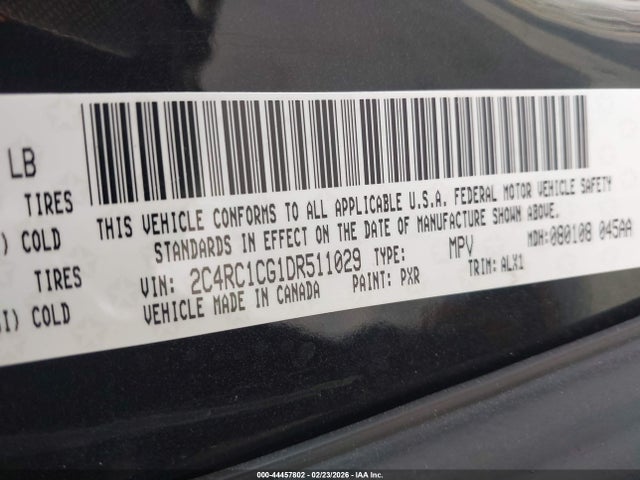 LB
TIRES
) COLD
TIRES
I) COLD
THIS VEHICLE CONFORMS TO ALL APPLICABLE U.S.A. FEDERAL MOTOR VEHICLE SAFETY
STANDARDS IN EFFECT ON THE DATE OF MANUFACTURE SHOWN ABOVE.
VIN: 2C4RC1CG1DR511029 TYPE: MPV MDH:080108 045AA
VEHICLE MADE IN CANADA PAINT: PXR TRIM: ALX1
000-44457802 - 02/23/2026 - IAA Inc.